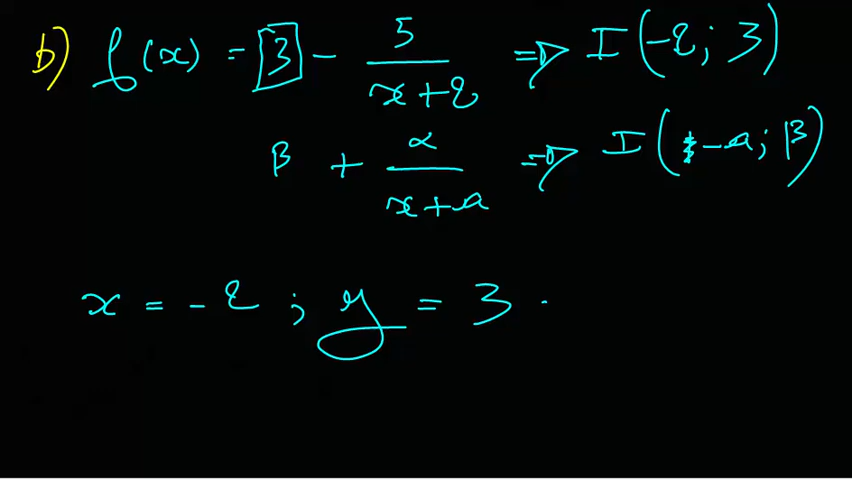 b) f(x) = 3 - 5/(x+2) ⇒ I(-2; 3)
β + α/(x+a) ⇒ I(-a; β)
x = -2 ; y = 3 .